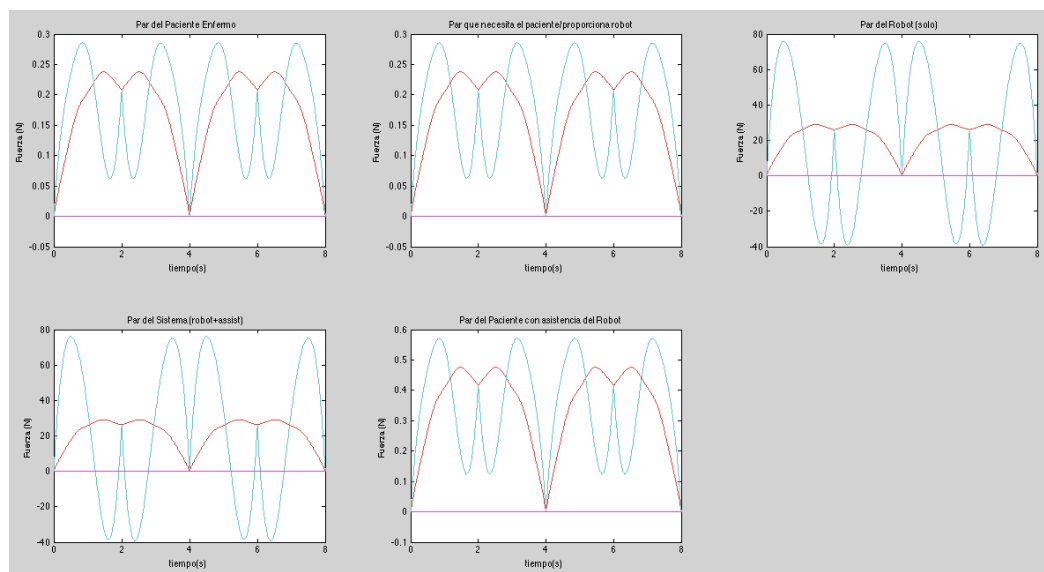 Par del Paciente Enfermo
Fuerza (N)
0.3
0.25
0.2
0.15
0.1
0.05
0
-0.05
0 2 4 6 8
tiempo(s)
Par que necesita el paciente/proporciona robot
Fuerza (N)
0.3
0.25
0.2
0.15
0.1
0.05
0
-0.05
0 2 4 6 8
tiempo(s)
Par del Robot (solo)
Fuerza (N)
80
60
40
20
0
-20
-40
0 2 4 6 8
tiempo(s)
Par del Sistema (robot+assist)
Fuerza (N)
80
60
40
20
0
-20
-40
0 2 4 6 8
tiempo(s)
Par del Paciente con asistencia del Robot
Fuerza (N)
0.6
0.5
0.4
0.3
0.2
0.1
0
-0.1
0 2 4 6 8
tiempo(s)